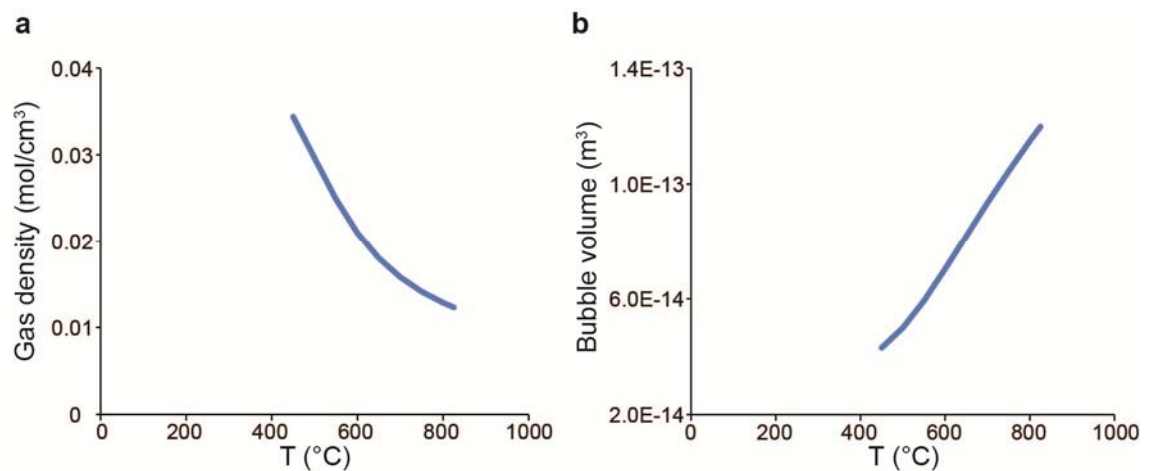 a
0.04
0.03
0.02
0.01
0
0 200 400 600 800 1000
T (°C)
Gas density (mol/cm³)
b
1.4E-13
1.0E-13
6.0E-14
2.0E-14
0 200 400 600 800 1000
T (°C)
Bubble volume (m³)